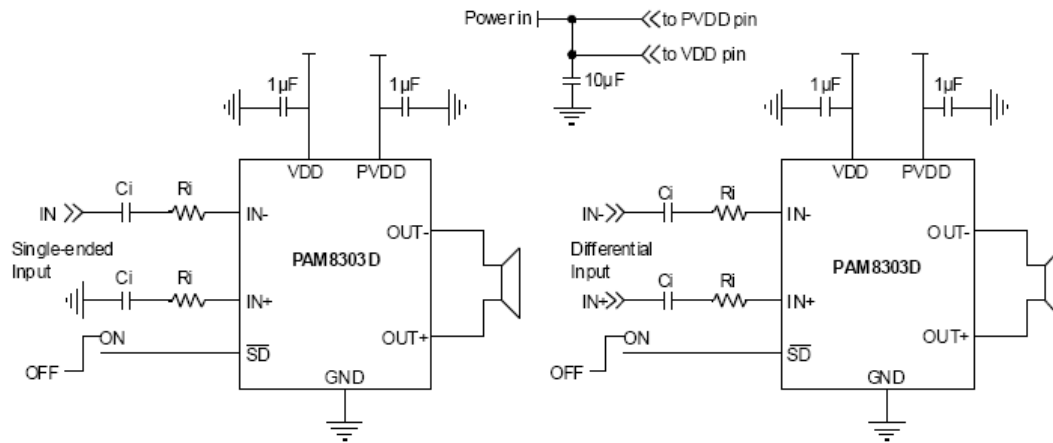 Power in
to PVDD pin
to VDD pin
10µF
1µF
1µF
VDD
PVDD
Ci
Ri
IN
IN-
Single-ended
Input
OUT-
PAM8303D
Ci
Ri
IN+
ON
OUT+
OFF
SD
GND
1µF
1µF
VDD
PVDD
Ci
Ri
IN-
IN-
Differential
Input
OUT-
PAM8303D
Ci
Ri
IN+
IN+
ON
OUT+
OFF
SD
GND